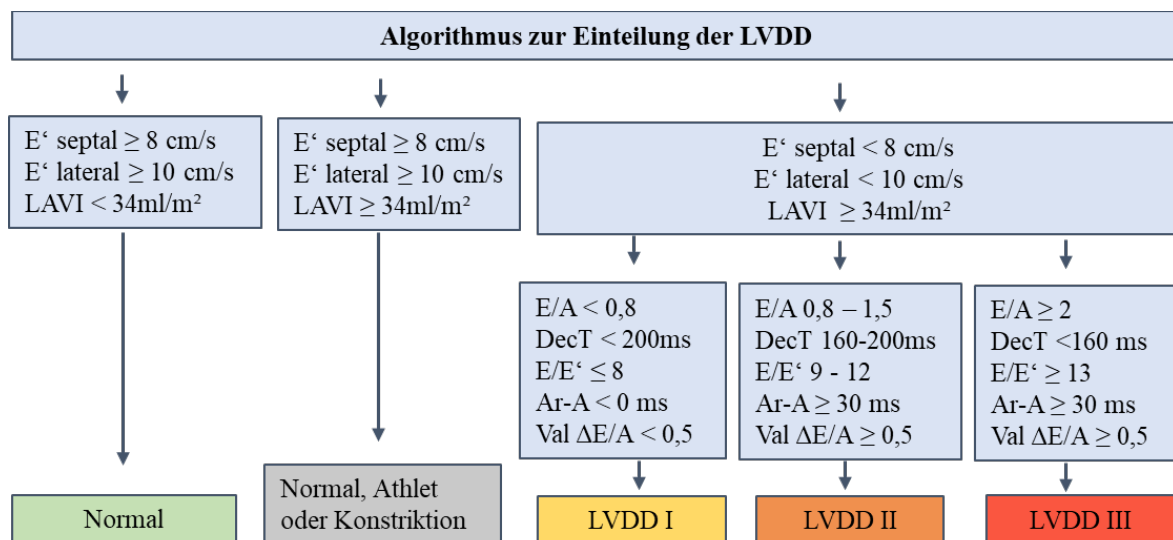 Algorithmus zur Einteilung der LVDD
E‘ septal ≥ 8 cm/s
E‘ lateral ≥ 10 cm/s
LAVI < 34ml/m²
E‘ septal ≥ 8 cm/s
E‘ lateral ≥ 10 cm/s
LAVI ≥ 34ml/m²
E‘ septal < 8 cm/s
E‘ lateral < 10 cm/s
LAVI ≥ 34ml/m²
E/A < 0,8
DecT < 200ms
E/E‘ ≤ 8
Ar-A < 0 ms
Val ΔE/A < 0,5
E/A 0,8 – 1,5
DecT 160-200ms
E/E‘ 9 - 12
Ar-A ≥ 30 ms
Val ΔE/A ≥ 0,5
E/A ≥ 2
DecT <160 ms
E/E‘ ≥ 13
Ar-A ≥ 30 ms
Val ΔE/A ≥ 0,5
Normal
Normal, Athlet
oder Konstriktion
LVDD I
LVDD II
LVDD III